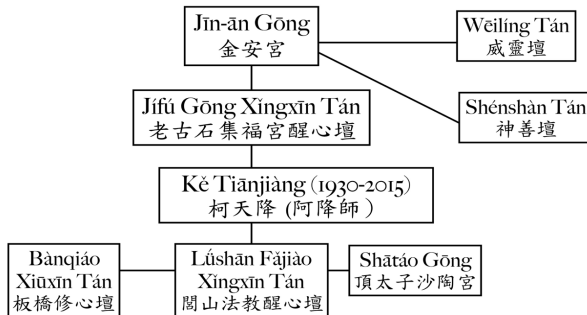 Jīn-ān Gōng
金安宮
Wēilíng Tán
威靈壇
Jífú Gōng Xǐngxīn Tán
老古石集福宮醒心壇
Shénshàn Tán
神善壇
Kě Tiānjiàng (1930-2015)
柯天降 (阿降師）
Bànqiáo
Xiūxīn Tán
板橋修心壇
Lǘshān Fǎjiào
Xǐngxīn Tán
閭山法教醒心壇
Shātáo Gōng
頂太子沙陶宮